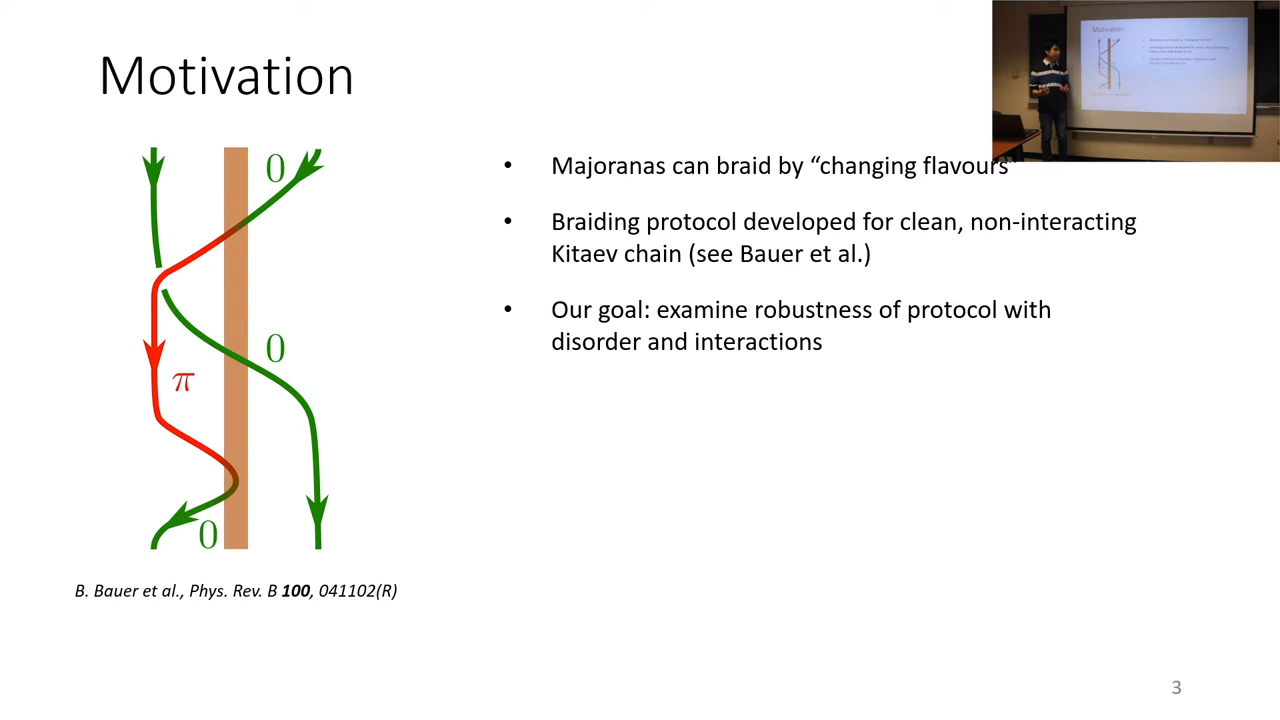 Motivation
0
0
π
0
B. Bauer et al., Phys. Rev. B 100, 041102(R)
• Majoranas can braid by “changing flavours”
• Braiding protocol developed for clean, non-interacting
Kitaev chain (see Bauer et al.)
• Our goal: examine robustness of protocol with
disorder and interactions
3
Motivation